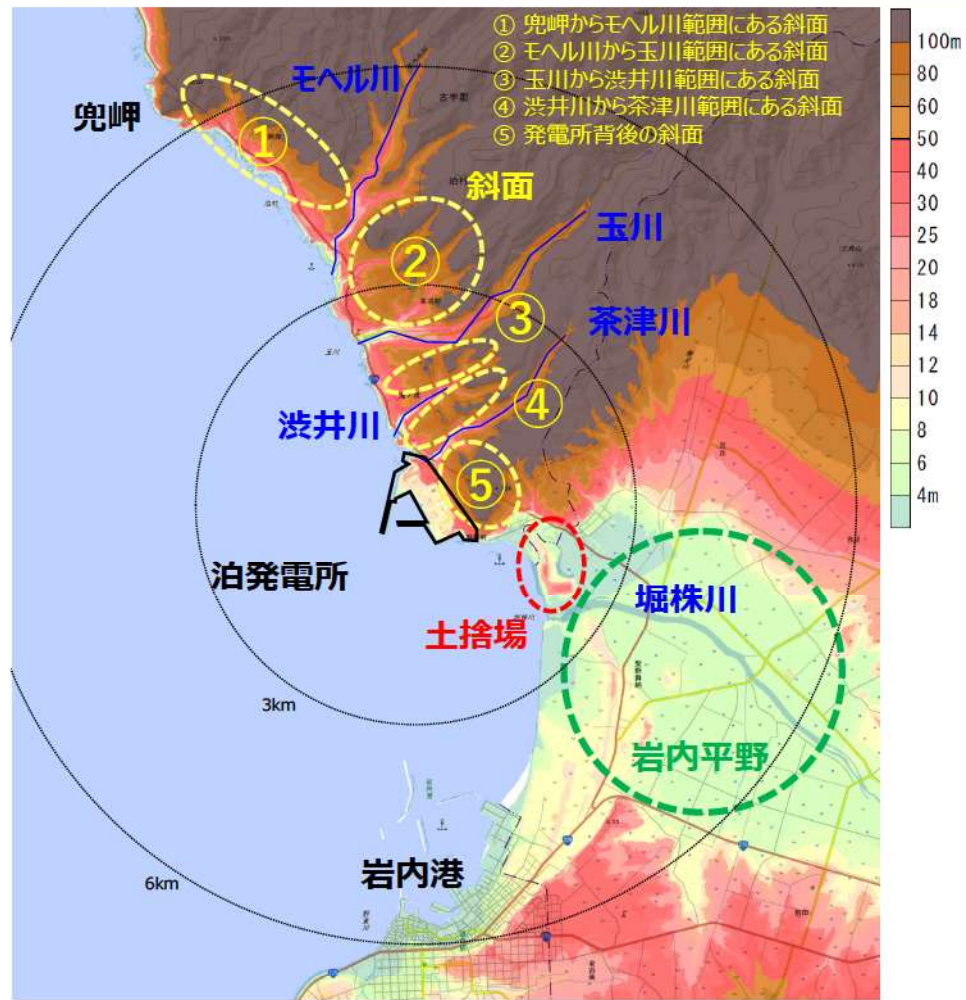 ① 兜岬からモヘル川範囲にある斜面
② モヘル川から玉川範囲にある斜面
③ 玉川から渋井川範囲にある斜面
④ 渋井川から茶津川範囲にある斜面
⑤ 発電所背後の斜面
100m
80
60
50
40
30
25
20
18
14
12
10
8
6
4m
モヘル川
兜岬
①
斜面
玉川
②
③
茶津川
渋井川
④
⑤
泊発電所
土捨場
堀株川
3km
岩内平野
6km
岩内港